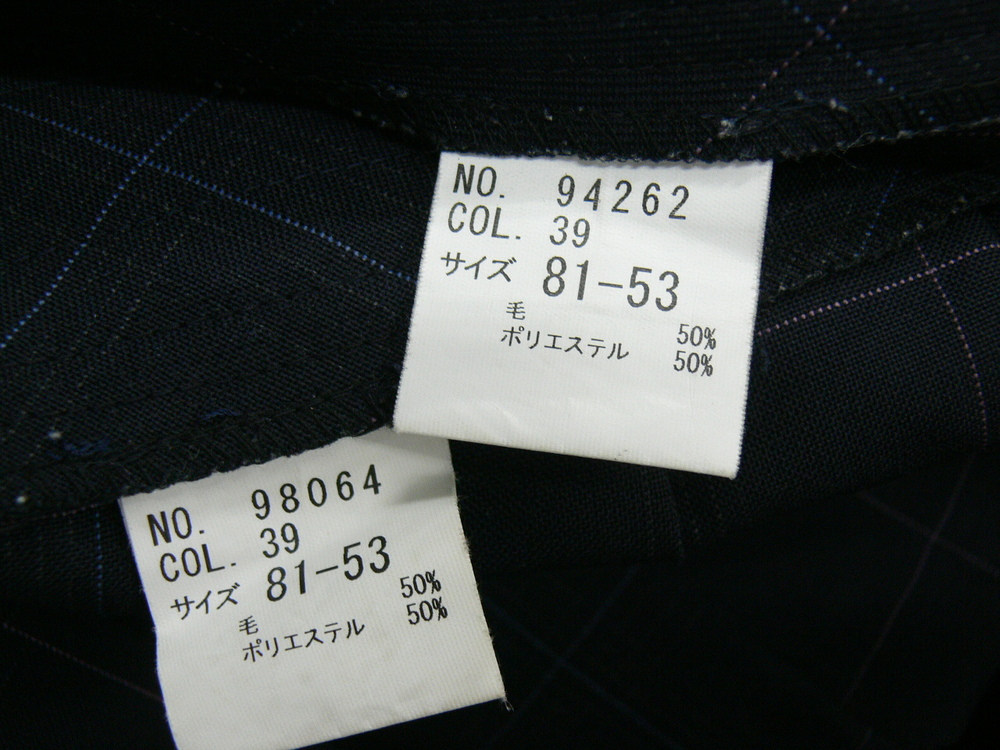 NO. 94262
COL. 39
サイズ 81-53
毛 50%
ポリエステル 50%
NO. 98064
COL. 39
サイズ 81-53
毛 50%
ポリエステル 50%